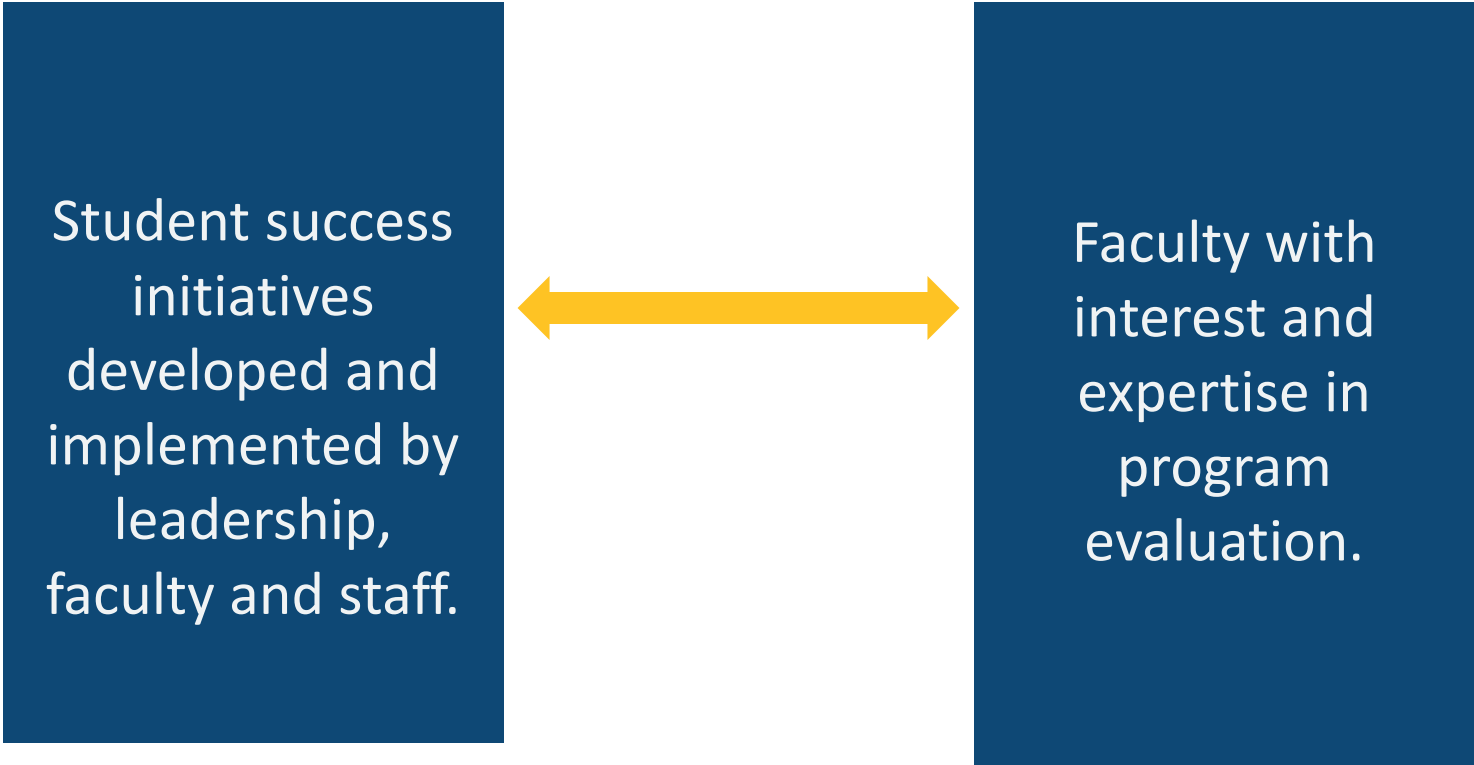 Student success
initiatives
developed and
implemented by
leadership,
faculty and staff.
Faculty with
interest and
expertise in
program
evaluation.